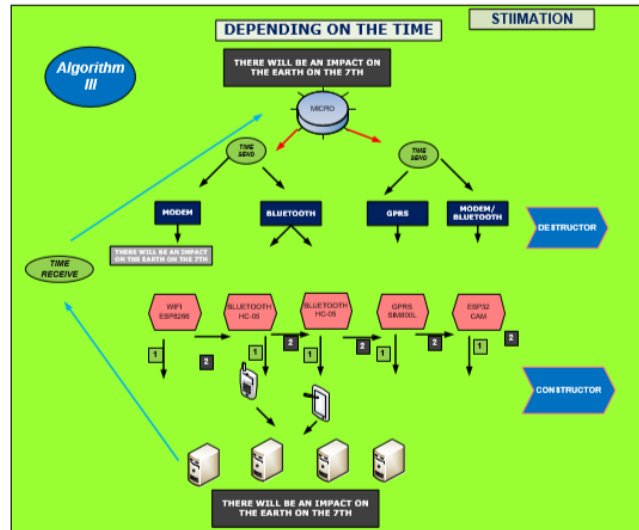 STIIMATION
DEPENDING ON THE TIME
Algorithm
III
THERE WILL BE AN IMPACT ON
THE EARTH ON THE 7TH
MICRO
TIME
SEND
TIME
SEND
MODEM
BLUETOOTH
GPRS
MODEM/
BLUETOOTH
DESTRUCTOR
THERE WILL BE AN IMPACT
ON THE EARTH ON THE 7TH
TIME
RECEIVE
WIFI
ESP8266
BLUETOOTH
HC-05
BLUETOOTH
HC-05
GPRS
SIM800L
ESP32
CAM
1
2
1
2
1
2
1
2
1
2
CONSTRUCTOR
THERE WILL BE AN IMPACT ON
THE EARTH ON THE 7TH